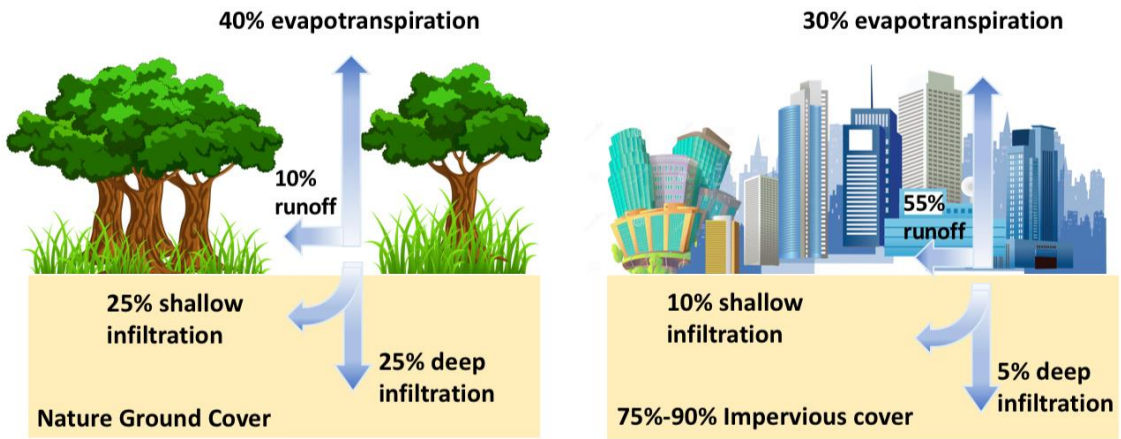 40% evapotranspiration
10%
runoff
25% shallow
infiltration
25% deep
infiltration
Nature Ground Cover
30% evapotranspiration
55%
runoff
10% shallow
infiltration
5% deep
infiltration
75%-90% Impervious cover